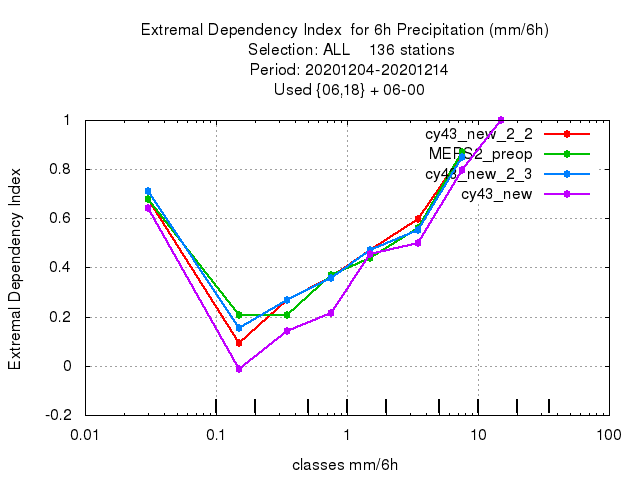 Extremal Dependency Index  for 6h Precipitation (mm/6h)
Selection: ALL    136 stations
Period: 20201204-20201214
Used {06,18} + 06-00
cy43_new_2_2
MEPS2_preop
cy43_new_2_3
cy43_new
Extremal Dependency Index
1
0.8
0.6
0.4
0.2
0
-0.2
0.01
0.1
1
10
100
classes mm/6h